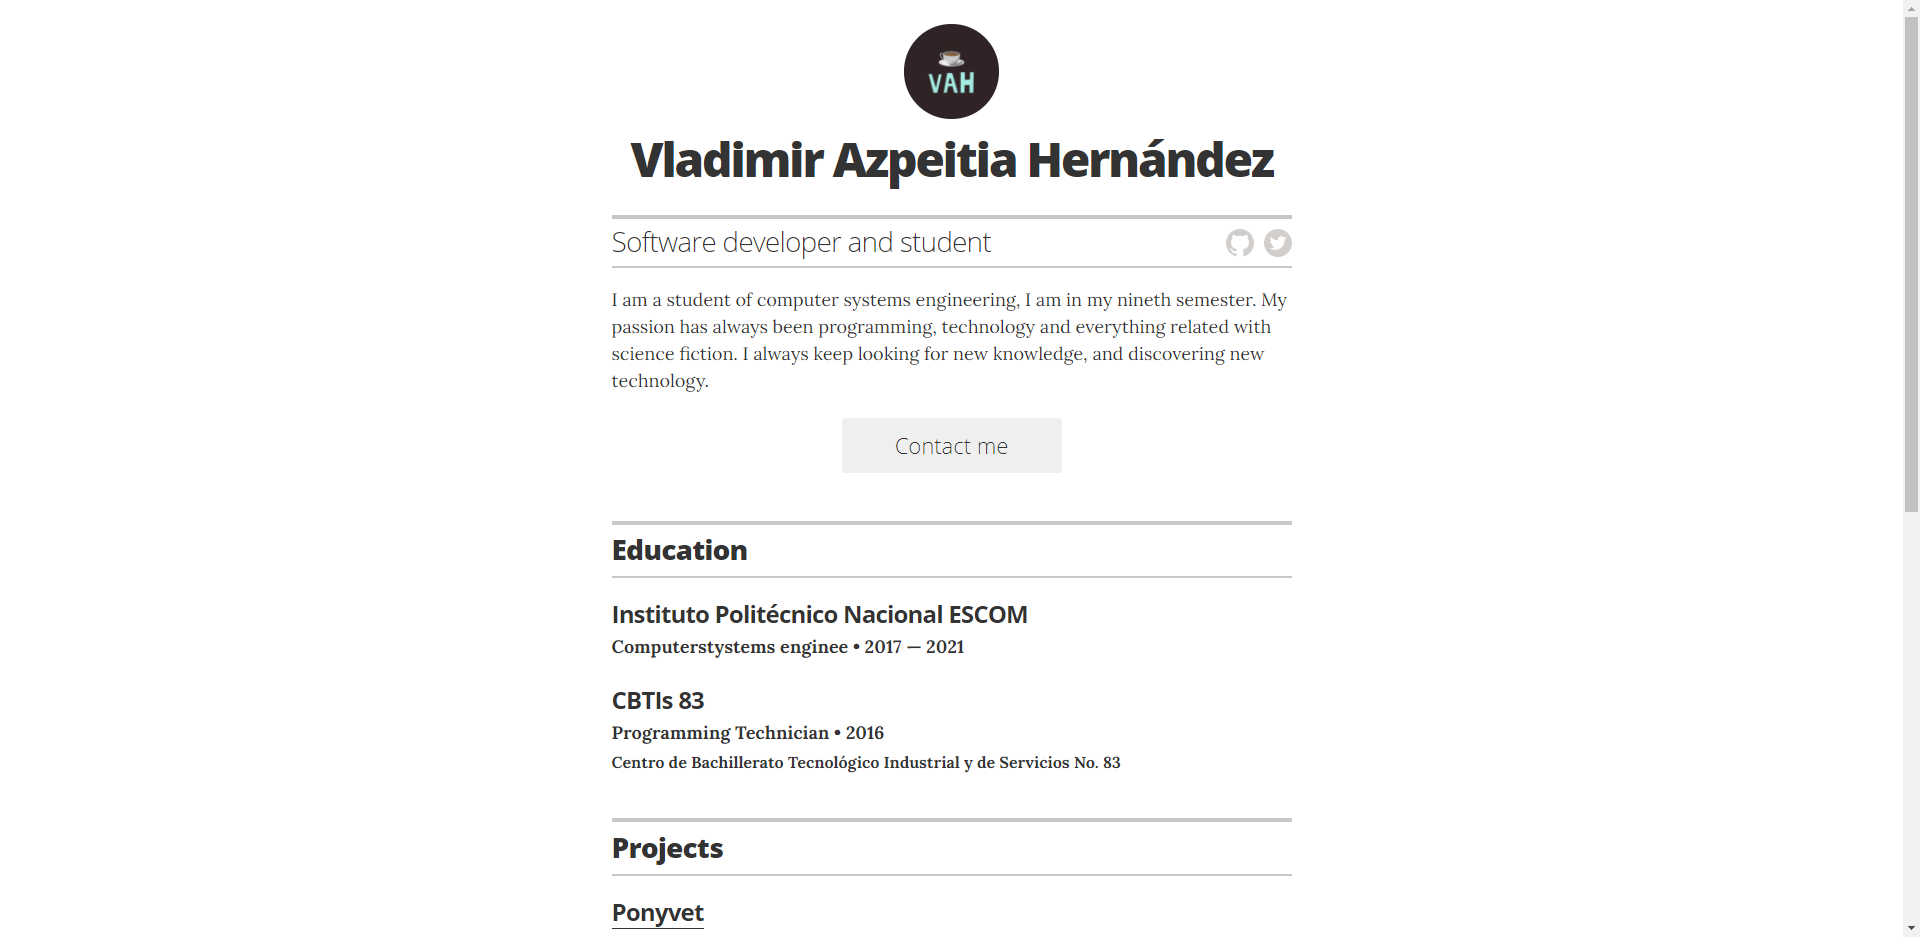 VAH
Vladimir Azpeitia Hernández
Software developer and student
I am a student of computer systems engineering, I am in my nineth semester. My
passion has always been programming, technology and everything related with
science fiction. I always keep looking for new knowledge, and discovering new
technology.
Contact me
Education
Instituto Politécnico Nacional ESCOM
Computerstystems enginee • 2017 — 2021
CBTIs 83
Programming Technician • 2016
Centro de Bachillerato Tecnológico Industrial y de Servicios No. 83
Projects
Ponyvet